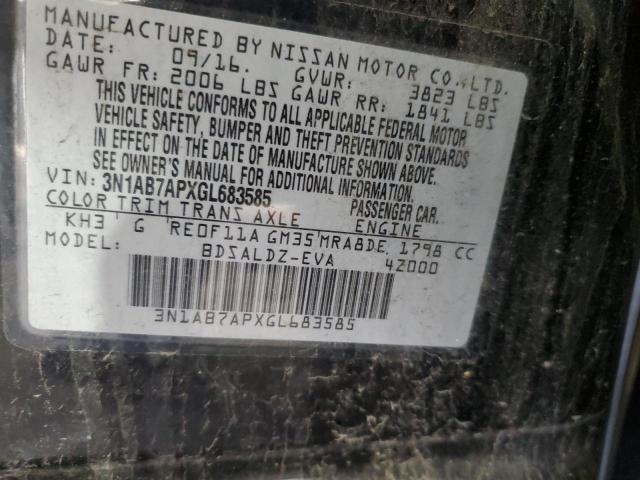 MANUFACTURED BY NISSAN MOTOR CO.,LTD.
DATE: 09/16. GVWR: 3823 LBS
GAWR FR: 2006 LBS GAWR RR: 1841 LBS
THIS VEHICLE CONFORMS TO ALL APPLICABLE FEDERAL MOTOR
VEHICLE SAFETY, BUMPER AND THEFT PREVENTION STANDARDS
IN EFFECT ON THE DATE OF MANUFACTURE SHOWN ABOVE.
SEE OWNER'S MANUAL FOR ADDITIONAL INFORMATION.
VIN: 3N1AB7APXGL683585 PASSENGER CAR.
COLOR TRIM TRANS AXLE ENGINE
KH3 G RE0F11A GM35 MRA8DE 1798 CC
MODEL: BDSALDZ-EVA 42000
3N1AB7APXGL683585